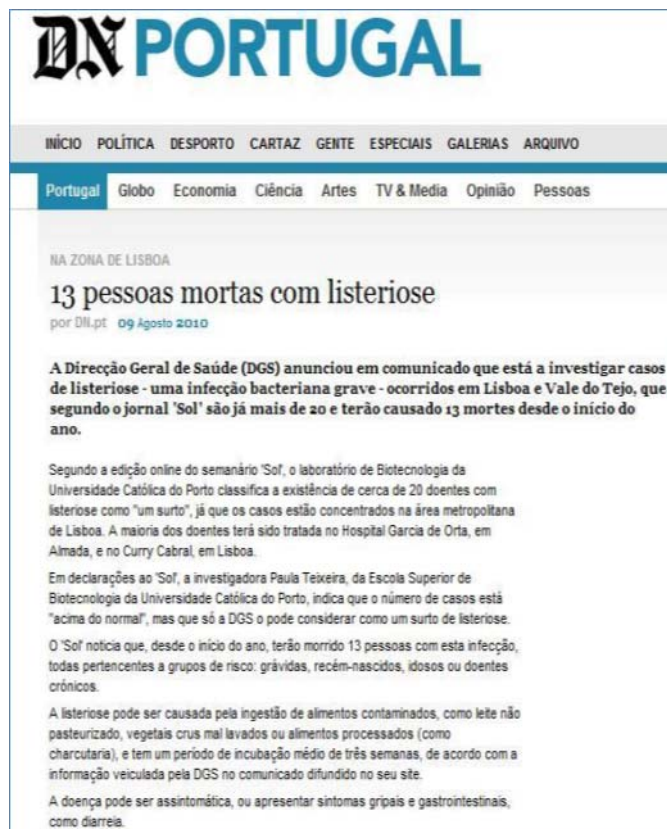 DN PORTUGAL
INÍCIO POLÍTICA DESPORTO CARTAZ GENTE ESPECIAIS GALERIAS ARQUIVO
Portugal Globo Economia Ciência Artes TV & Media Opinião Pessoas
NA ZONA DE LISBOA
13 pessoas mortas com listeriose
por DN.pt 09 Agosto 2010
A Direcção Geral de Saúde (DGS) anunciou em comunicado que está a investigar casos
de listeriose - uma infecção bacteriana grave - ocorridos em Lisboa e Vale do Tejo, que
segundo o jornal 'Sol' são já mais de 20 e terão causado 13 mortes desde o início do
ano.
Segundo a edição online do semanário 'Sol', o laboratório de Biotecnologia da
Universidade Católica do Porto classifica a existência de cerca de 20 doentes com
listeriose como "um surto", já que os casos estão concentrados na área metropolitana
de Lisboa. A maioria dos doentes terá sido tratada no Hospital Garcia de Orta, em
Almada, e no Curry Cabral, em Lisboa.
Em declarações ao 'Sol', a investigadora Paula Teixeira, da Escola Superior de
Biotecnologia da Universidade Católica do Porto, indica que o número de casos está
"acima do normal", mas que só a DGS o pode considerar como um surto de listeriose.
O 'Sol' noticia que, desde o início do ano, terão morrido 13 pessoas com esta infecção,
todas pertencentes a grupos de risco: grávidas, recém-nascidos, idosos ou doentes
crónicos.
A listeriose pode ser causada pela ingestão de alimentos contaminados, como leite não
pasteurizado, vegetais crus mal lavados ou alimentos processados (como
charcutaria), e tem um período de incubação médio de três semanas, de acordo com a
informação veiculada pela DGS no comunicado difundido no seu site.
A doença pode ser assintomática, ou apresentar sintomas gripais e gastrointestinais,
como diarreia.